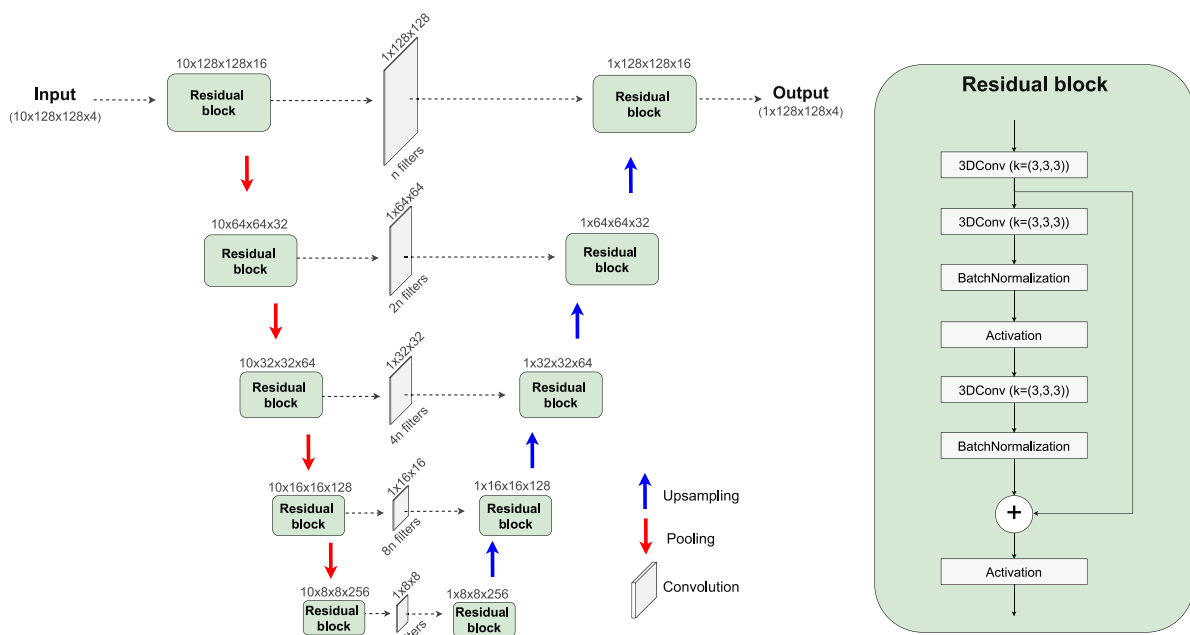 Input
(10x128x128x4)
10x128x128x16
Residual
block
1x128x128
n filters
1x128x128x16
Residual
block
Output
(1x128x128x4)
10x64x64x32
Residual
block
1x64x64
2n filters
1x64x64x32
Residual
block
10x32x32x64
Residual
block
1x32x32
4n filters
1x32x32x64
Residual
block
10x16x16x128
Residual
block
1x16x16
8n filters
1x16x16x128
Residual
block
10x8x8x256
Residual
block
1x8x8
1x8x8x256
Residual
block
Upsampling
Pooling
Convolution
Residual block
3DConv (k=(3,3,3))
3DConv (k=(3,3,3))
BatchNormalization
Activation
3DConv (k=(3,3,3))
BatchNormalization
+
Activation